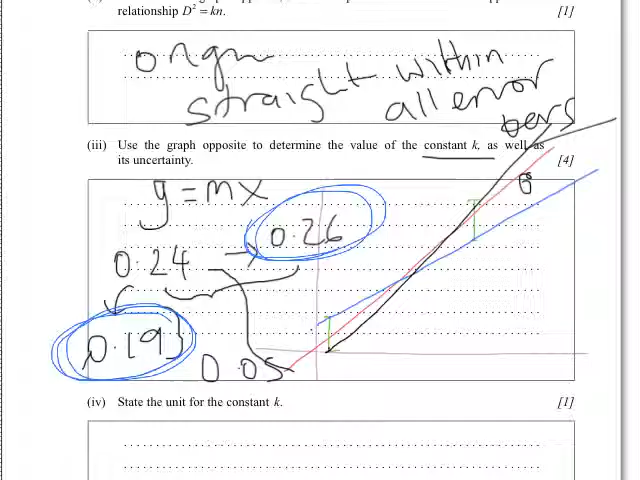 relationship D² = kn. [1]
origin
straight within
all error
bars
(iii) Use the graph opposite to determine the value of the constant k, as well as
its uncertainty. [4]
y = mx
0.26
0.24
0.19
0.05
(iv) State the unit for the constant k. [1]